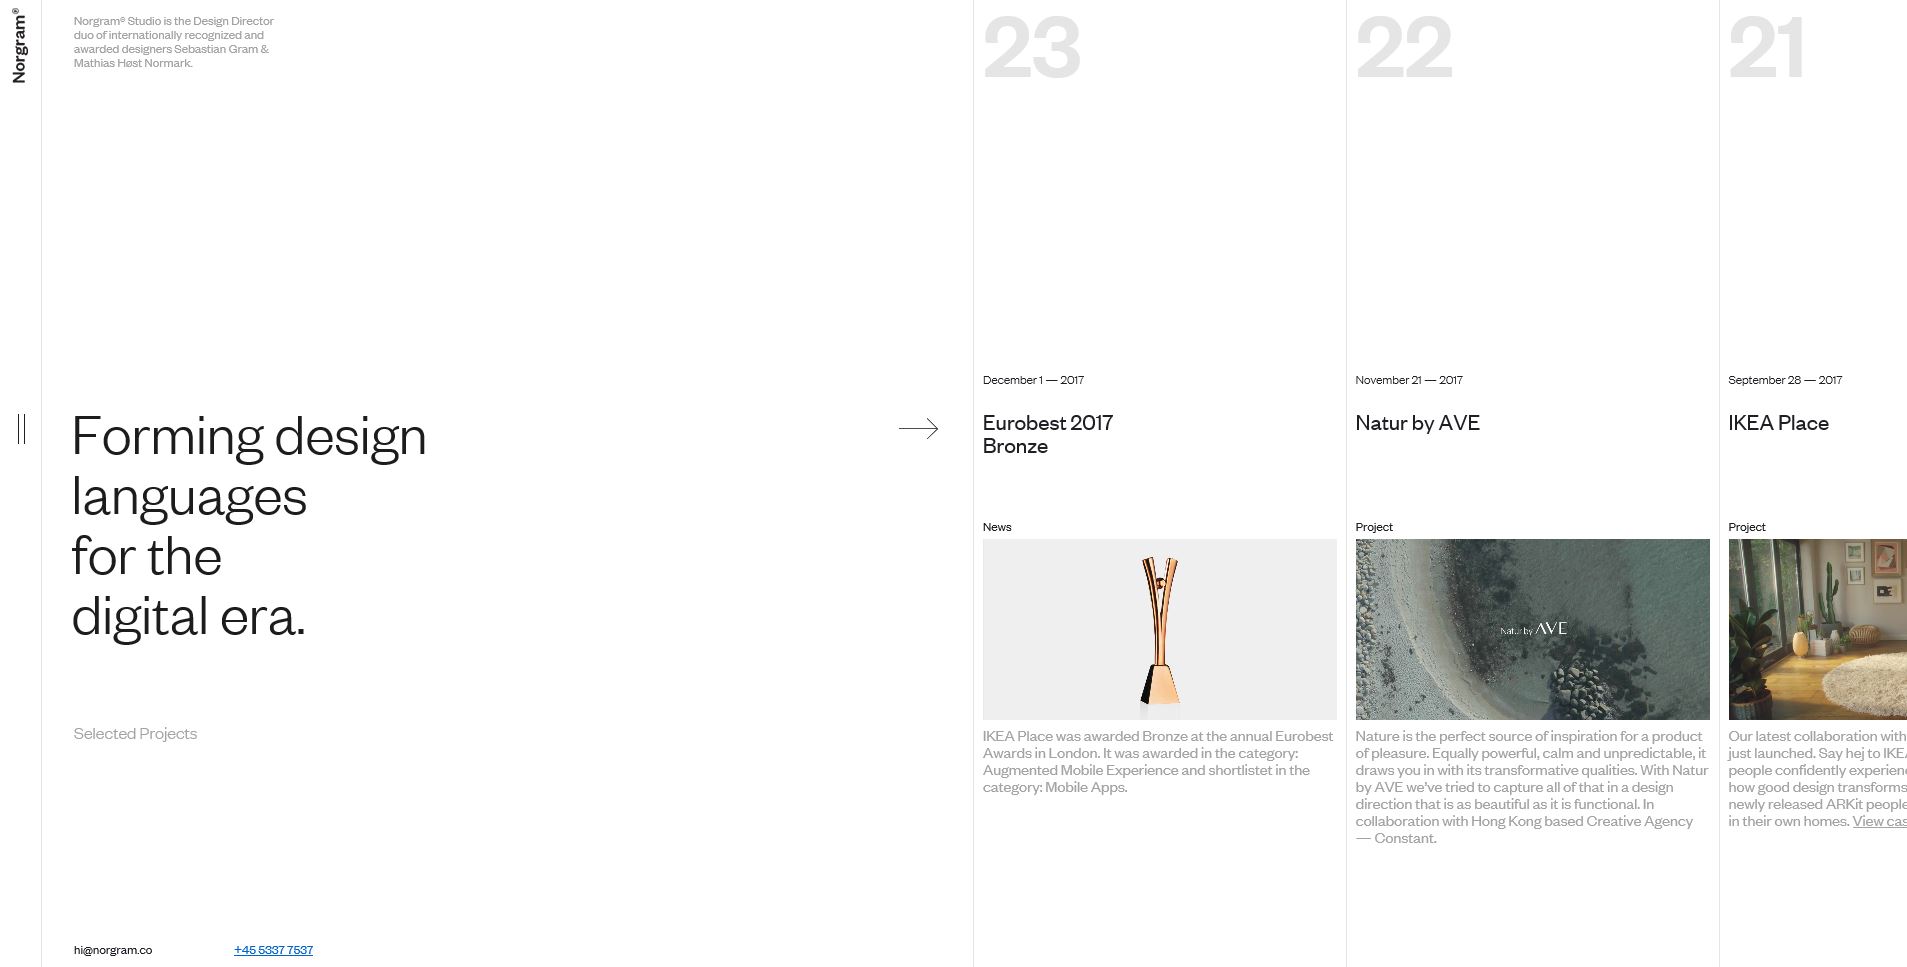 Norgram®
Norgram® Studio is the Design Director
duo of internationally recognized and
awarded designers Sebastian Gram &
Mathias Høst Normark.
Forming design
languages
for the
digital era.
Selected Projects
hi@norgram.co
+45 5337 7537
23
December 1 — 2017
Eurobest 2017
Bronze
News
IKEA Place was awarded Bronze at the annual Eurobest
Awards in London. It was awarded in the category:
Augmented Mobile Experience and shortlistet in the
category: Mobile Apps.
22
November 21 — 2017
Natur by AVE
Project
Natur by AVE
Nature is the perfect source of inspiration for a product
of pleasure. Equally powerful, calm and unpredictable, it
draws you in with its transformative qualities. With Natur
by AVE we've tried to capture all of that in a design
direction that is as beautiful as it is functional. In
collaboration with Hong Kong based Creative Agency
— Constant.
21
September 28 — 2017
IKEA Place
Project
Our latest collaboration with
just launched. Say hej to IKEA
people confidently experienc
how good design transforms
newly released ARKit people
in their own homes. View cas